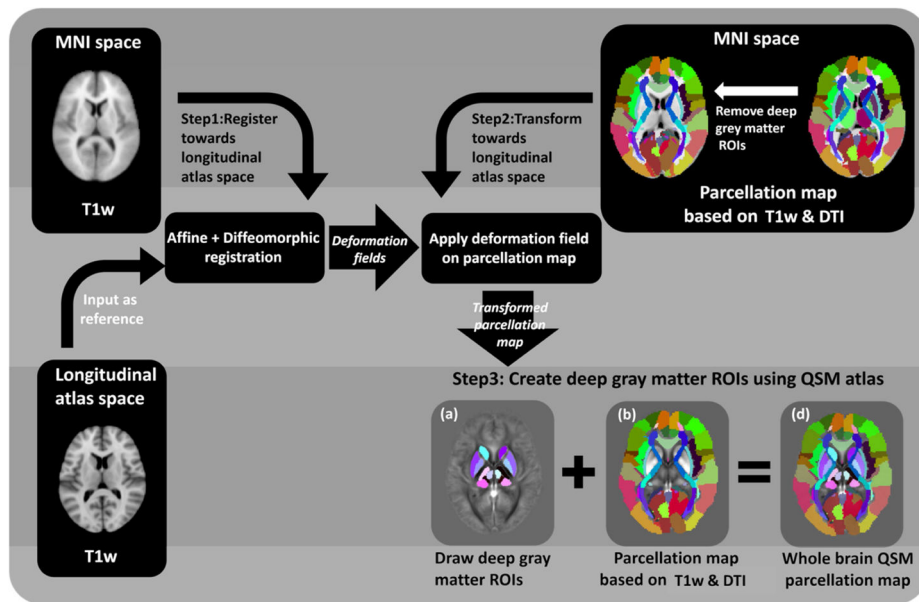 MNI space
T1w
Step1:Register
towards
longitudinal
atlas space
Step2:Transform
towards
longitudinal
atlas space
MNI space
Remove deep
grey matter
ROIs
Parcellation map
based on T1w & DTI
Affine + Diffeomorphic
registration
Deformation
fields
Apply deformation field
on parcellation map
Input as
reference
Transformed
parcellation
map
Longitudinal
atlas space
T1w
Step3: Create deep gray matter ROIs using QSM atlas
(a)
+
(b)
=
(d)
Draw deep gray
matter ROIs
Parcellation map
based on T1w & DTI
Whole brain QSM
parcellation map